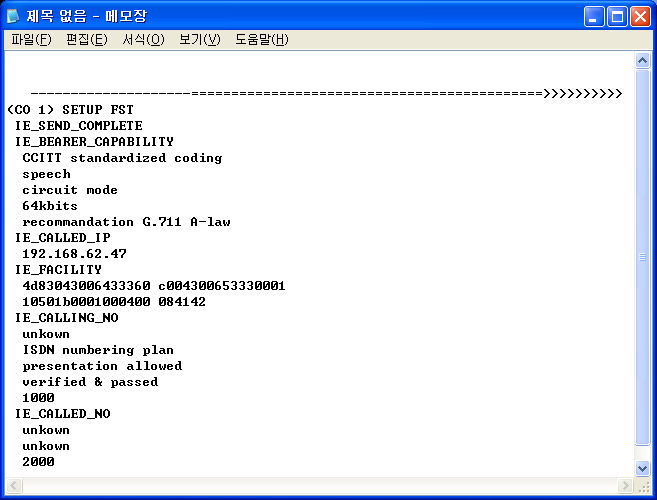 제목 없음 - 메모장
파일(F) 편집(E) 서식(O) 보기(V) 도움말(H)
--------------------============================================>>>>>>>>>>
(CO 1) SETUP FST
IE_SEND_COMPLETE
IE_BEARER_CAPABILITY
CCITT standardized coding
speech
circuit mode
64kbits
recommandation G.711 A-law
IE_CALLED_IP
192.168.62.47
IE_FACILITY
4d83043006433360 c004300653330001
10501b0001000400 084142
IE_CALLING_NO
unkown
ISDN numbering plan
presentation allowed
verified & passed
1000
IE_CALLED_NO
unkown
unkown
2000